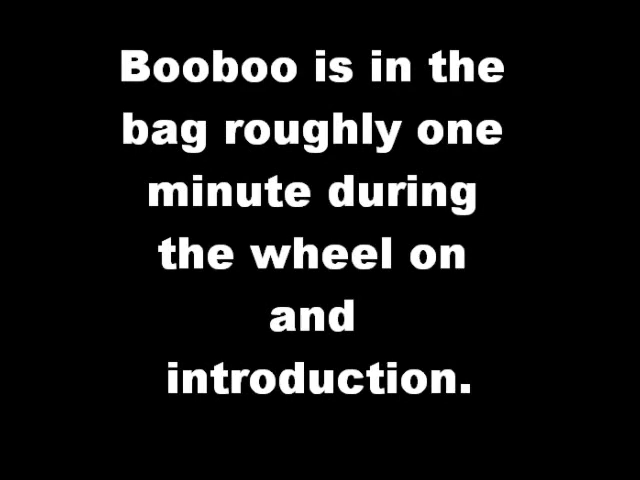 Booboo is in the
bag roughly one
minute during
the wheel on
and
introduction.